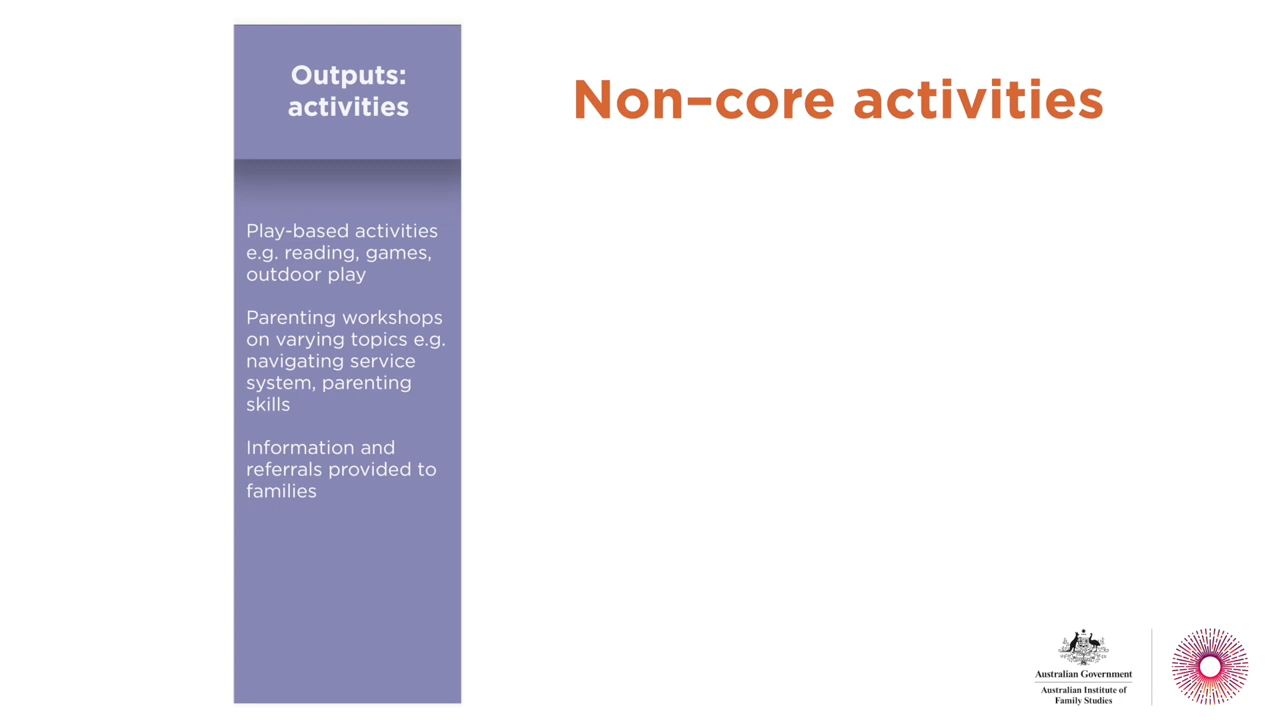 Outputs:
activities
Non–core activities
Play-based activities
e.g. reading, games,
outdoor play
Parenting workshops
on varying topics e.g.
navigating service
system, parenting
skills
Information and
referrals provided to
families
Australian Government
Australian Institute of
Family Studies